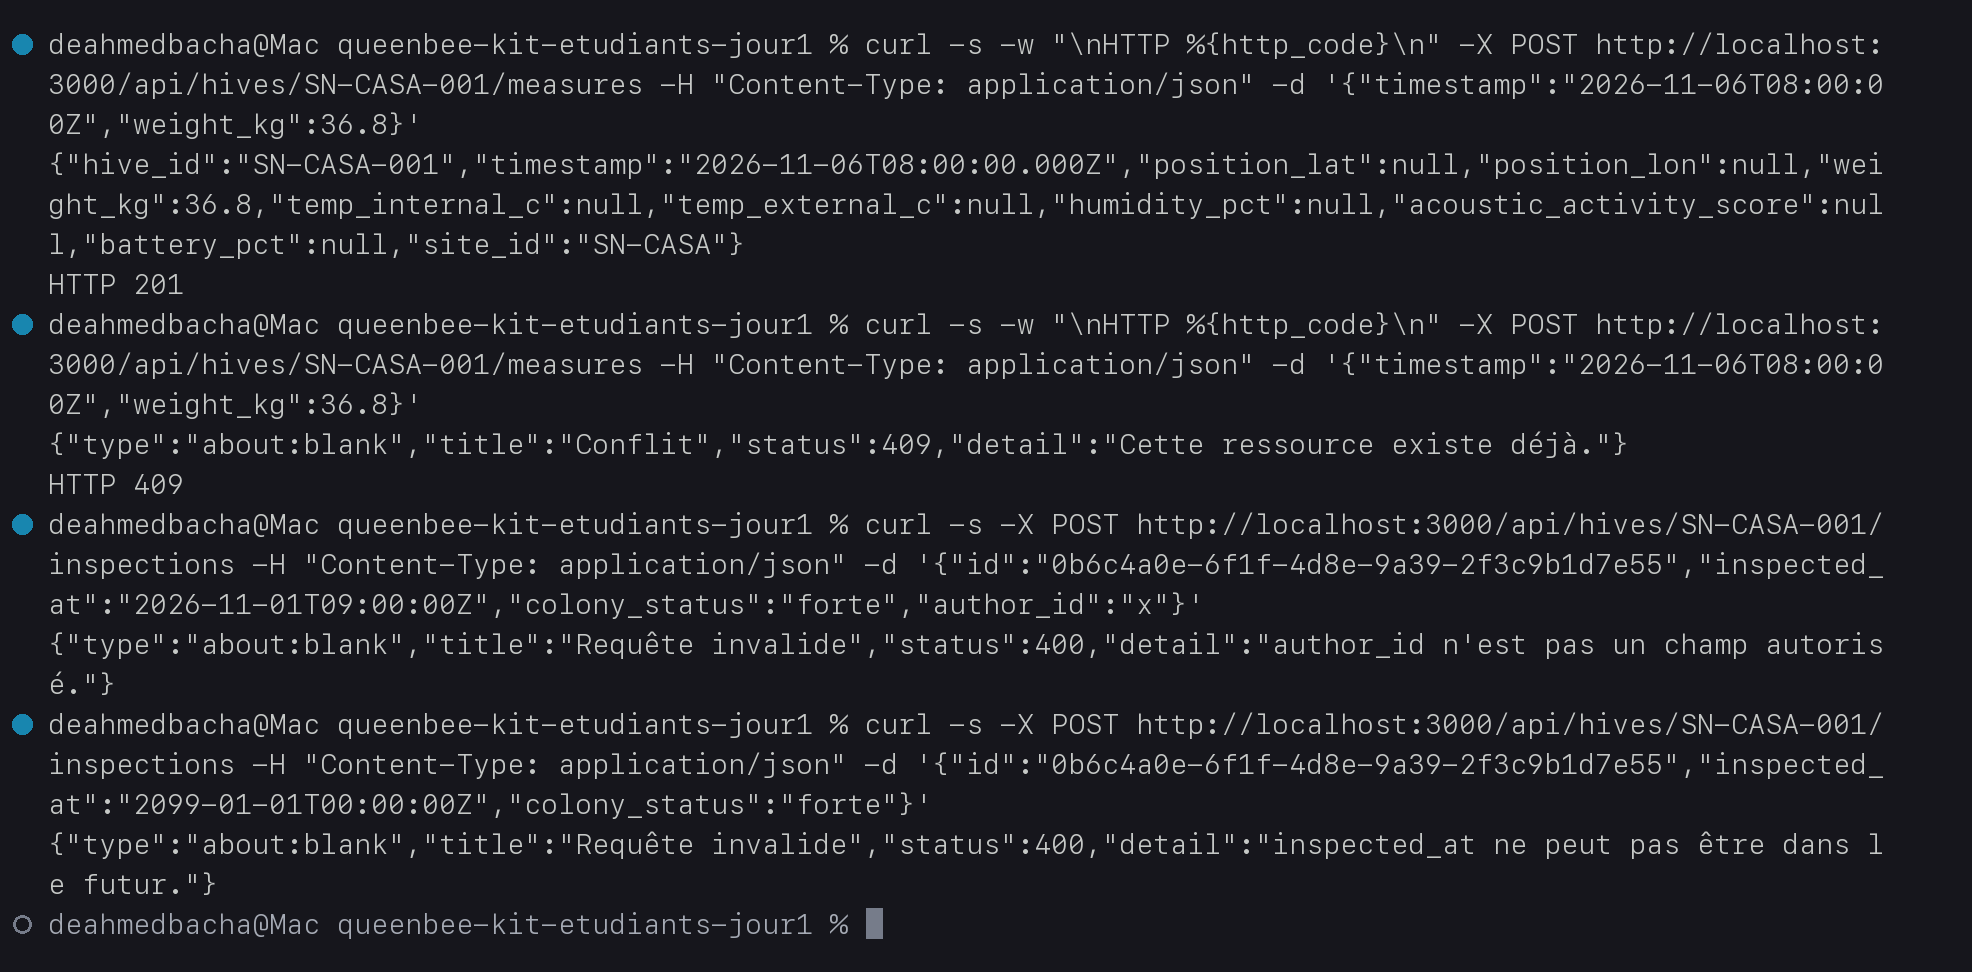 deahmedbacha@Mac queenbee-kit-etudiants-jour1 % curl -s -w "\nHTTP %{http_code}\n" -X POST http://localhost:
3000/api/hives/SN-CASA-001/measures -H "Content-Type: application/json" -d '{"timestamp":"2026-11-06T08:00:0
0Z","weight_kg":36.8}'
{"hive_id":"SN-CASA-001","timestamp":"2026-11-06T08:00:00.000Z","position_lat":null,"position_lon":null,"wei
ght_kg":36.8,"temp_internal_c":null,"temp_external_c":null,"humidity_pct":null,"acoustic_activity_score":nul
l,"battery_pct":null,"site_id":"SN-CASA"}
HTTP 201
deahmedbacha@Mac queenbee-kit-etudiants-jour1 % curl -s -w "\nHTTP %{http_code}\n" -X POST http://localhost:
3000/api/hives/SN-CASA-001/measures -H "Content-Type: application/json" -d '{"timestamp":"2026-11-06T08:00:0
0Z","weight_kg":36.8}'
{"type":"about:blank","title":"Conflit","status":409,"detail":"Cette ressource existe déjà."}
HTTP 409
deahmedbacha@Mac queenbee-kit-etudiants-jour1 % curl -s -X POST http://localhost:3000/api/hives/SN-CASA-001/
inspections -H "Content-Type: application/json" -d '{"id":"0b6c4a0e-6f1f-4d8e-9a39-2f3c9b1d7e55","inspected_
at":"2026-11-01T09:00:00Z","colony_status":"forte","author_id":"x"}'
{"type":"about:blank","title":"Requête invalide","status":400,"detail":"author_id n'est pas un champ autoris
é."}
deahmedbacha@Mac queenbee-kit-etudiants-jour1 % curl -s -X POST http://localhost:3000/api/hives/SN-CASA-001/
inspections -H "Content-Type: application/json" -d '{"id":"0b6c4a0e-6f1f-4d8e-9a39-2f3c9b1d7e55","inspected_
at":"2099-01-01T00:00:00Z","colony_status":"forte"}'
{"type":"about:blank","title":"Requête invalide","status":400,"detail":"inspected_at ne peut pas être dans l
e futur."}
deahmedbacha@Mac queenbee-kit-etudiants-jour1 %